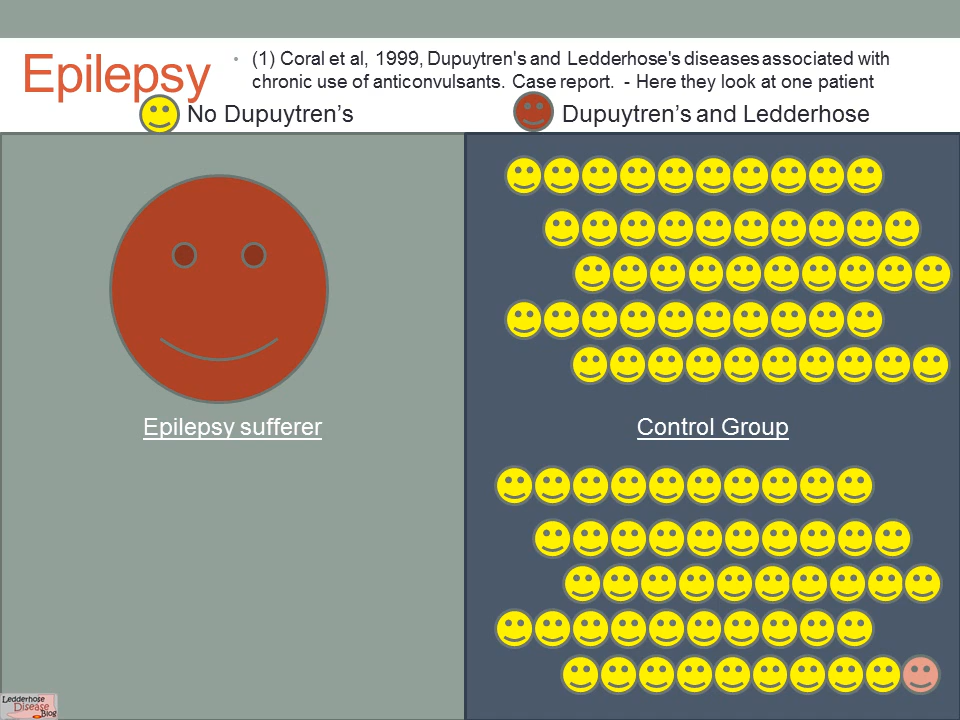 Epilepsy
• (1) Coral et al, 1999, Dupuytren's and Ledderhose's diseases associated with
chronic use of anticonvulsants. Case report.  - Here they look at one patient
No Dupuytren's
Dupuytren's and Ledderhose
Epilepsy sufferer
Control Group
Ledderhose
Disease
Blog